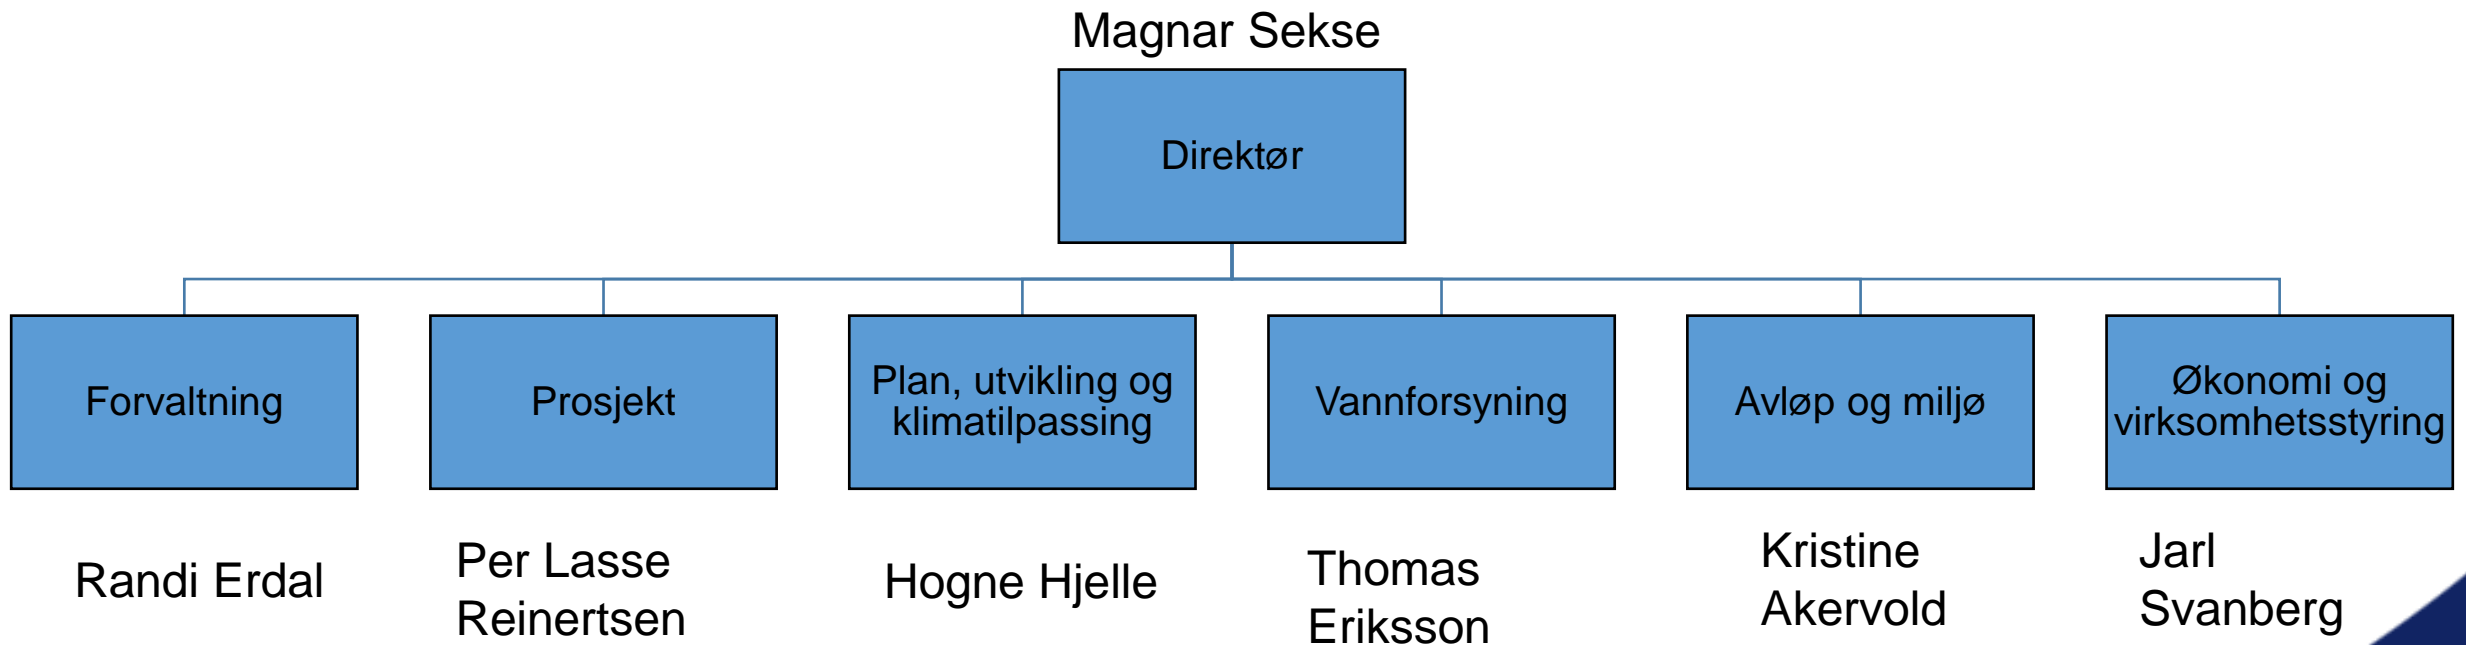 Magnar Sekse
Direktør
Forvaltning
Prosjekt
Plan, utvikling og
klimatilpassing
Vannforsyning
Avløp og miljø
Økonomi og
virksomhetsstyring
Randi Erdal
Per Lasse
Reinertsen
Hogne Hjelle
Thomas
Eriksson
Kristine
Akervold
Jarl
Svanberg